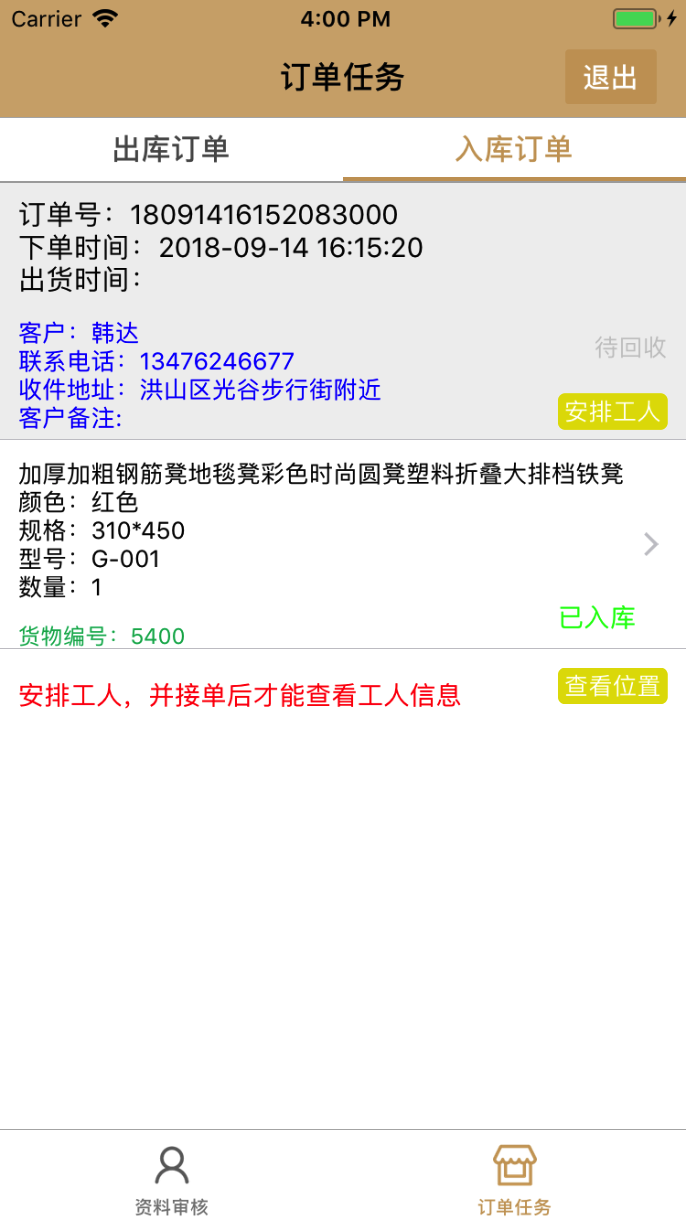 Carrier 4:00 PM
订单任务
退出
出库订单 入库订单
订单号：18091416152083000
下单时间：2018-09-14 16:15:20
出货时间：
客户：韩达
联系电话：13476246677
收件地址：洪山区光谷步行街附近
客户备注:
待回收
安排工人
加厚加粗钢筋凳地毯凳彩色时尚圆凳塑料折叠大排档铁凳
颜色：红色
规格：310*450
型号：G-001
数量：1
已入库
货物编号：5400
安排工人，并接单后才能查看工人信息
查看位置
资料审核 订单任务